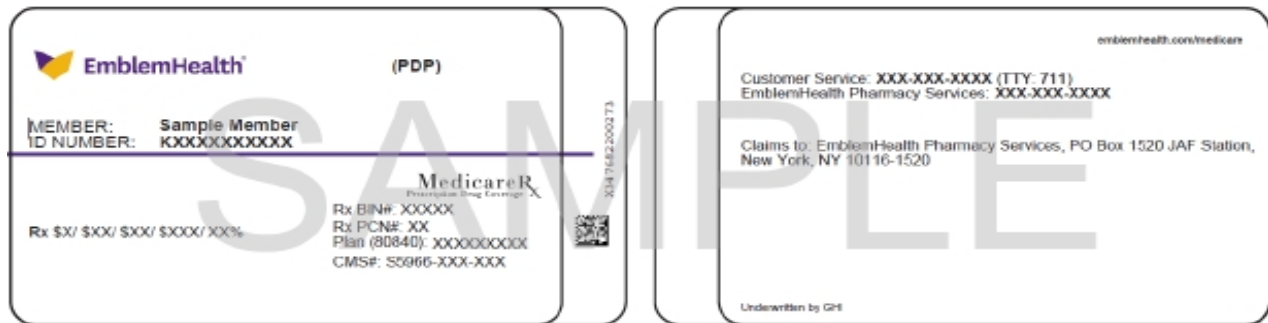 EmblemHealth®
(PDP)
MEMBER: Sample Member
ID NUMBER: KXXXXXXXXXX
MedicareRx
Prescription Drug Coverage
Rx $X/ $XX/ $XX/ $XXX/ XX%
Rx BIN#: XXXXX
Rx PCN#: XX
Plan (80840): XXXXXXXXXX
CMS#: S5966-XXX-XXX
X347682200273
SAMPLE
emblemhealth.com/medicare
Customer Service: XXX-XXX-XXXX (TTY: 711)
EmblemHealth Pharmacy Services: XXX-XXX-XXXX
Claims to: EmblemHealth Pharmacy Services, PO Box 1520 JAF Station,
New York, NY 10116-1520
Underwritten by GHI